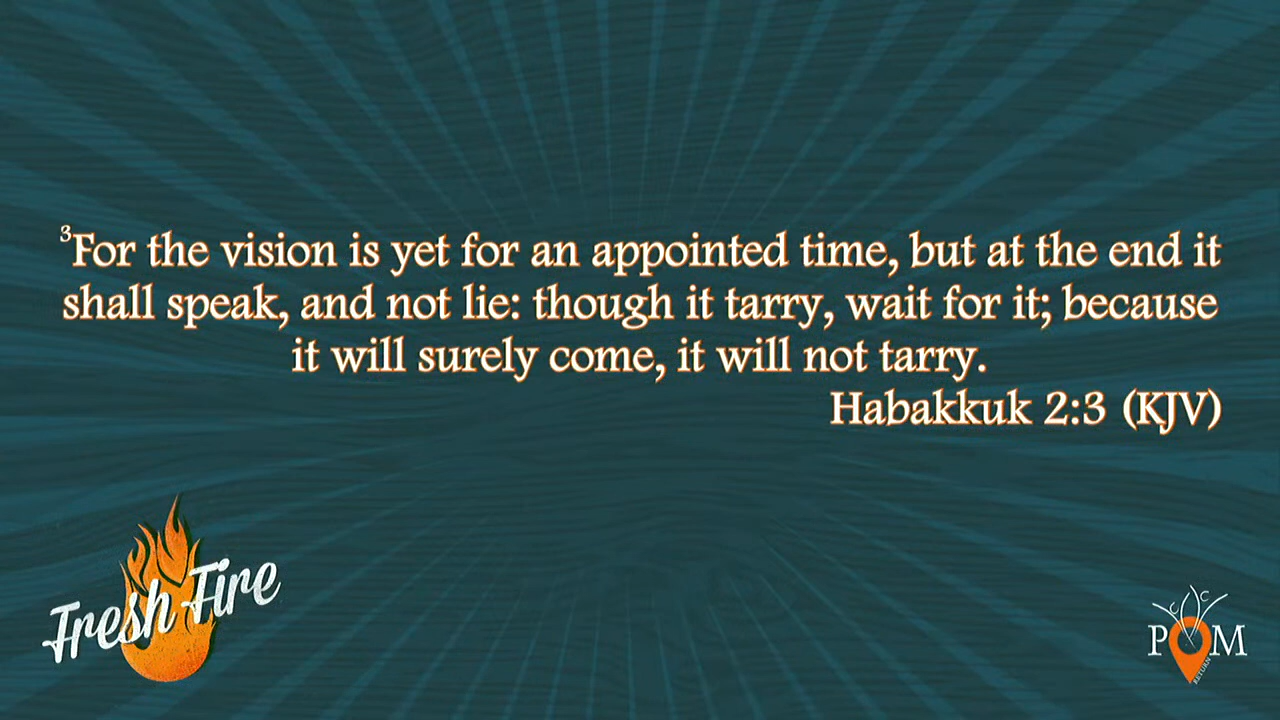 ³For the vision is yet for an appointed time, but at the end it
shall speak, and not lie: though it tarry, wait for it; because
it will surely come, it will not tarry.
Habakkuk 2:3 (KJV)
Fresh Fire
C C
P M
RETURN